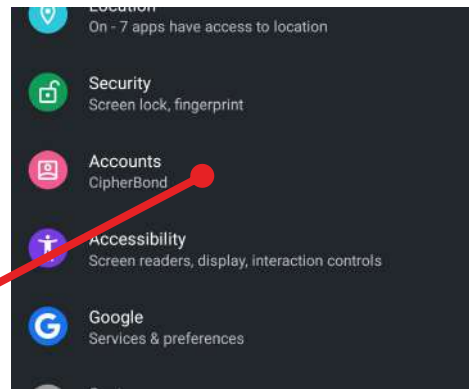 Location
On - 7 apps have access to location
Security
Screen lock, fingerprint
Accounts
CipherBond
Accessibility
Screen readers, display, interaction controls
Google
Services & preferences